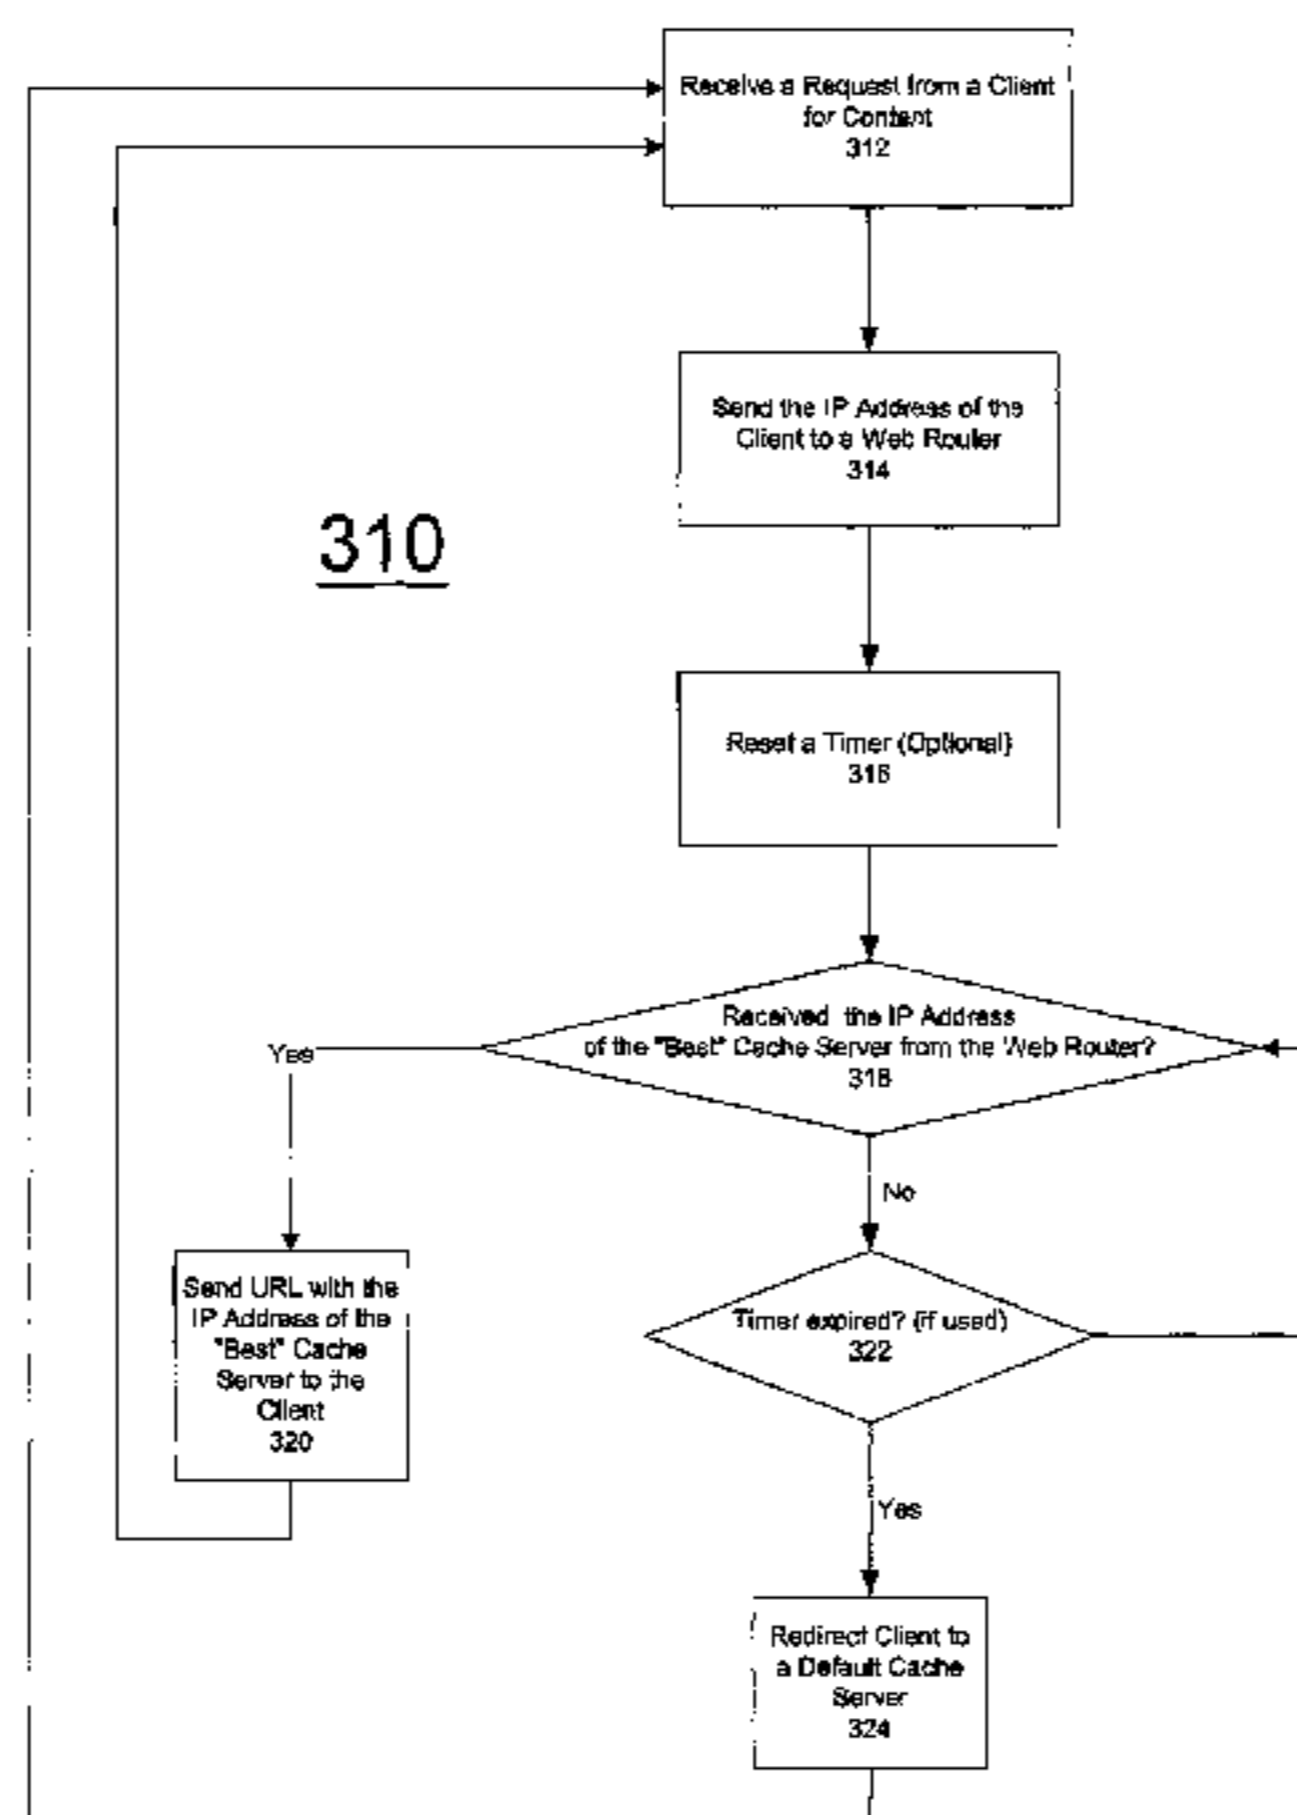 Receive a Request from a Client
for Content
312
Send the IP Address of the
Client to a Web Router
314
310
Reset a Timer (Optional)
316
Received the IP Address
of the "Best" Cache Server from the Web Router?
318
Yes
No
Send URL with the
IP Address of the
"Best" Cache
Server to the
Client
320
Timer expired? (if used)
322
Yes
Redirect Client to
a Default Cache
Server
324